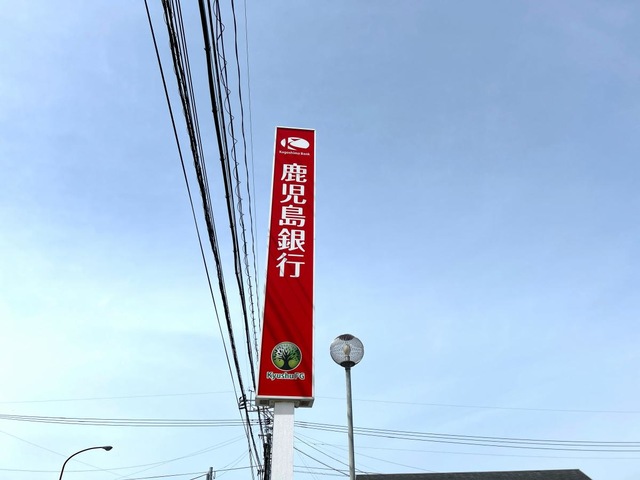 Kagoshima Bank
鹿児島銀行
Kyushu FG